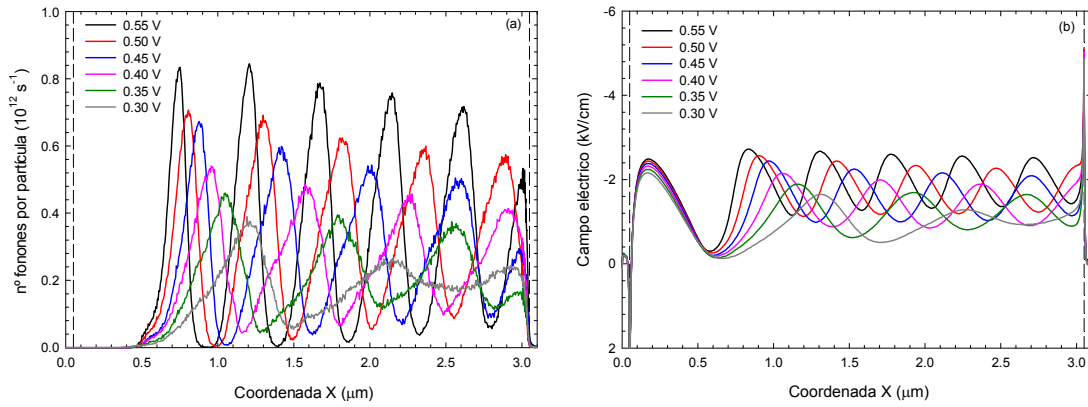 (a)
0.55 V
0.50 V
0.45 V
0.40 V
0.35 V
0.30 V
nº fonones por partícula (10¹² s⁻¹)
1.0
0.8
0.6
0.4
0.2
0.0
0.0 0.5 1.0 1.5 2.0 2.5 3.0
Coordenada X (μm)
(b)
0.55 V
0.50 V
0.45 V
0.40 V
0.35 V
0.30 V
Campo eléctrico (kV/cm)
-6
-4
-2
0
2
0.0 0.5 1.0 1.5 2.0 2.5 3.0
Coordenada X (μm)